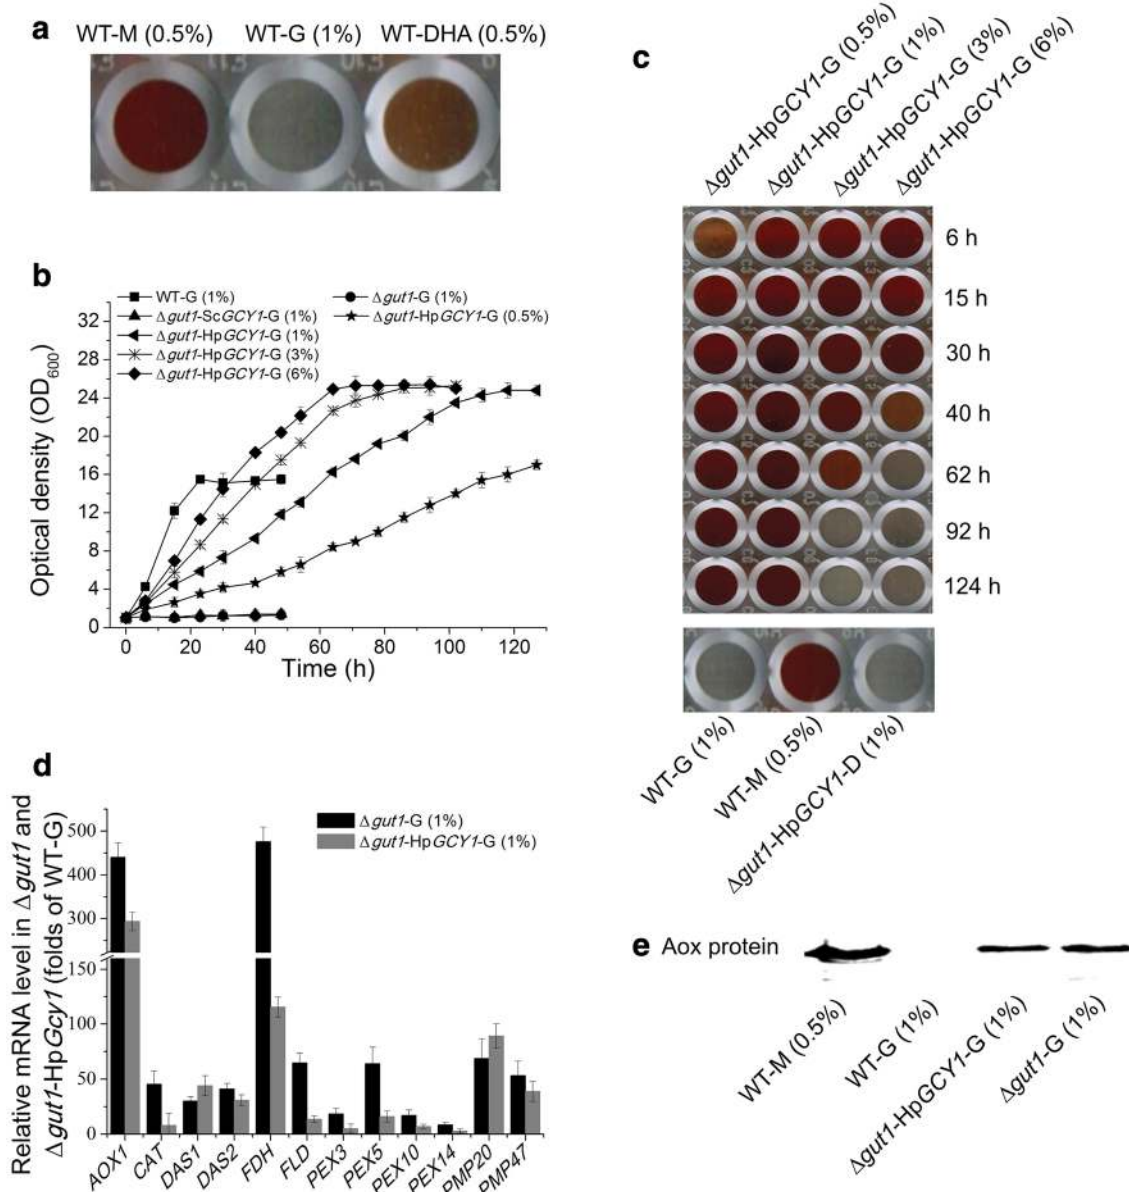 a
WT-M (0.5%) WT-G (1%) WT-DHA (0.5%)
b
WT-G (1%)
Δgut1-G (1%)
Δgut1-ScGCY1-G (1%)
Δgut1-HpGCY1-G (0.5%)
Δgut1-HpGCY1-G (1%)
Δgut1-HpGCY1-G (3%)
Δgut1-HpGCY1-G (6%)
Optical density (OD600)
32
28
24
20
16
12
8
4
0
0 20 40 60 80 100 120
Time (h)
c
Δgut1-HpGCY1-G (0.5%)
Δgut1-HpGCY1-G (1%)
Δgut1-HpGCY1-G (3%)
Δgut1-HpGCY1-G (6%)
6 h
15 h
30 h
40 h
62 h
92 h
124 h
WT-G (1%)
WT-M (0.5%)
Δgut1-HpGCY1-D (1%)
d
Relative mRNA level in Δgut1 and
Δgut1-HpGcy1 (folds of WT-G)
Δgut1-G (1%)
Δgut1-HpGCY1-G (1%)
500
400
300
150
100
50
0
AOX1 CAT DAS1 DAS2 FDH FLD PEX3 PEX5 PEX10 PEX14 PMP20 PMP47
e
Aox protein
WT-M (0.5%)
WT-G (1%)
Δgut1-HpGCY1-G (1%)
Δgut1-G (1%)